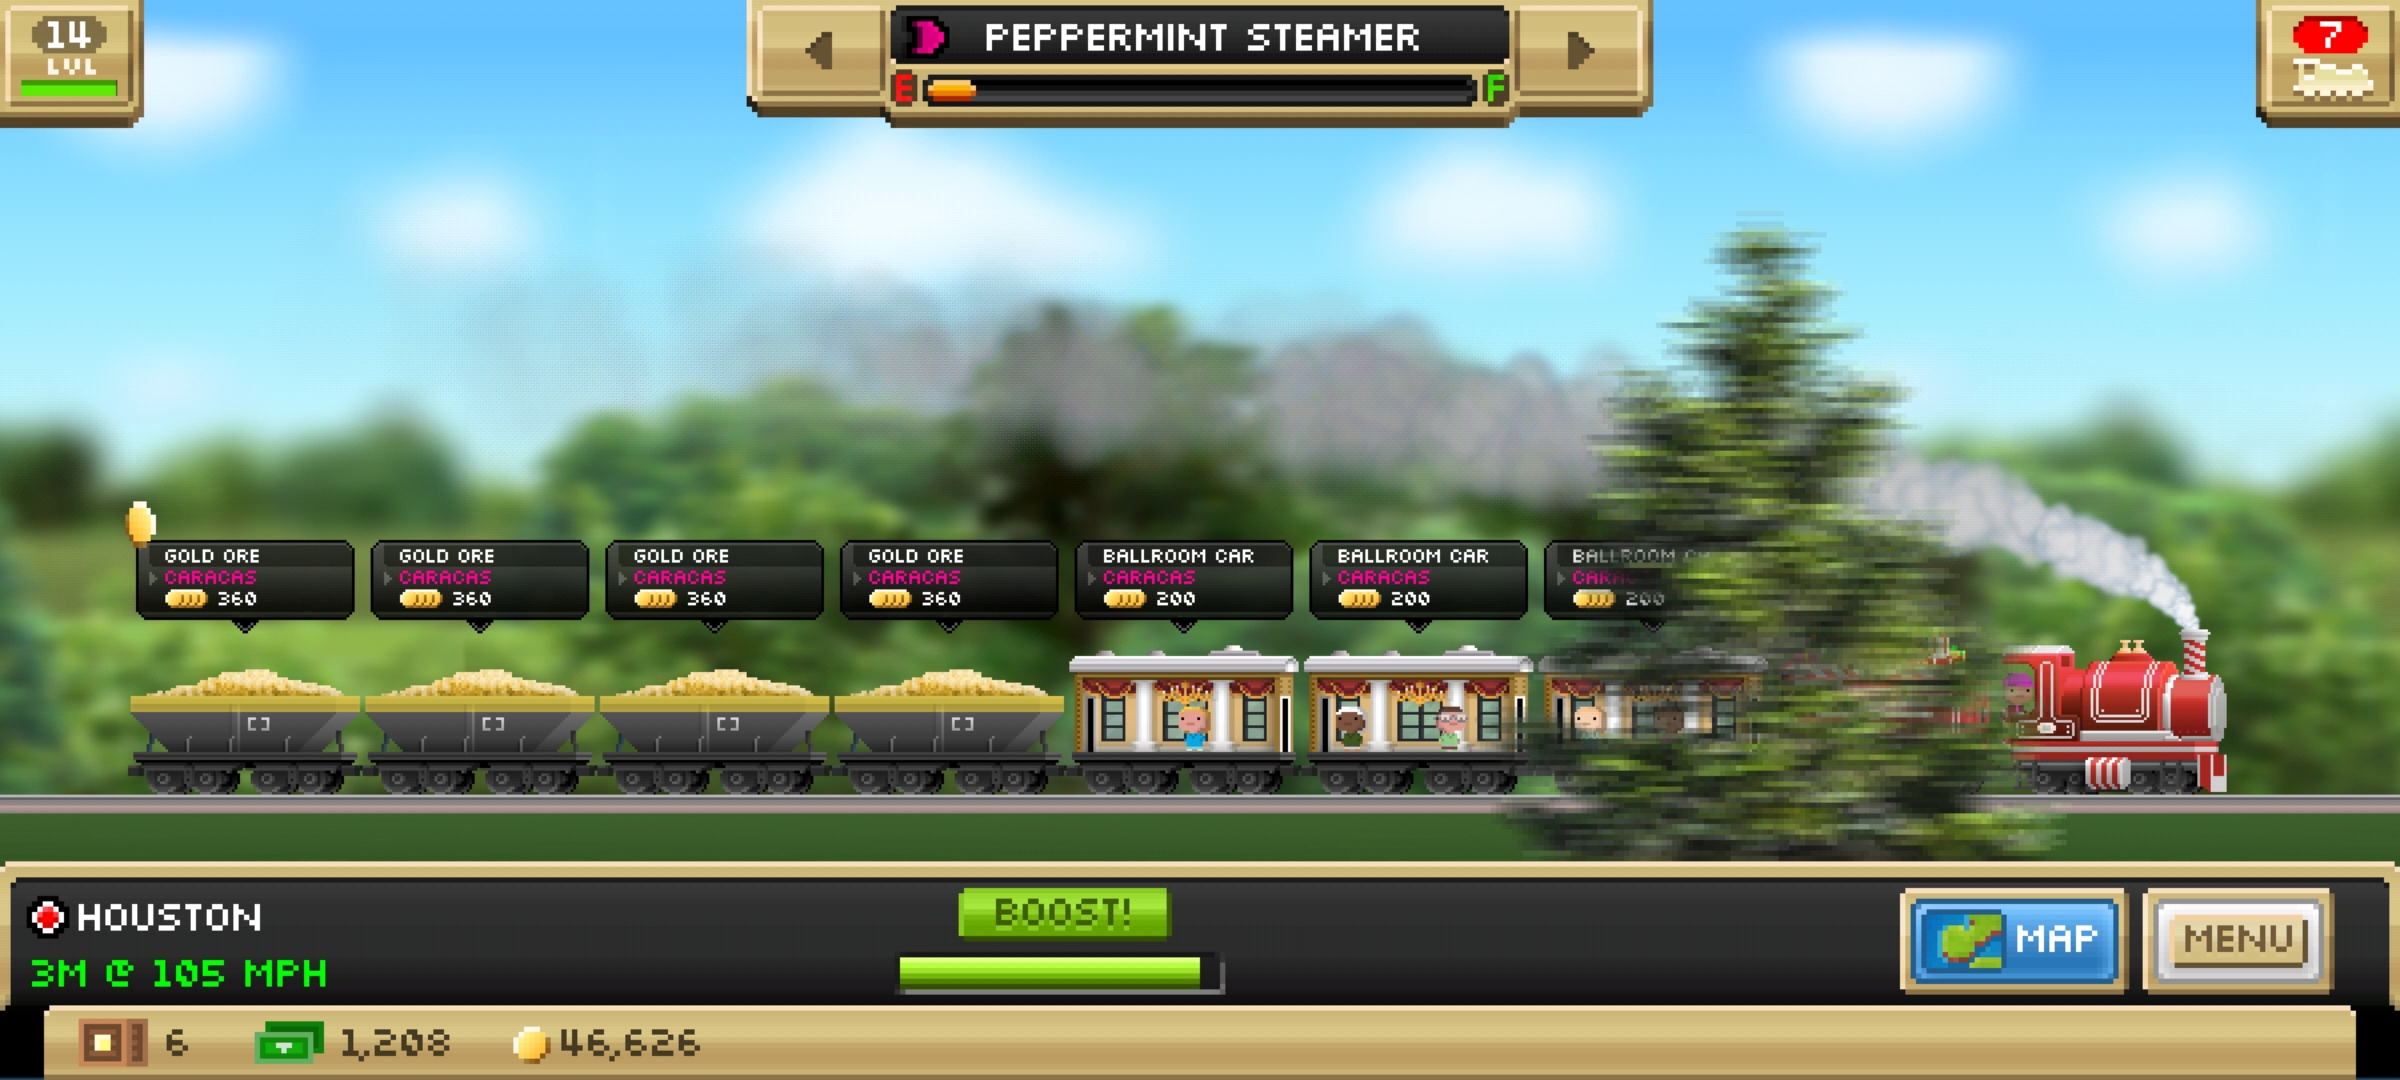 14
LVL
PEPPERMINT STEAMER
E F
7
GOLD ORE
CARACAS
360
GOLD ORE
CARACAS
360
GOLD ORE
CARACAS
360
GOLD ORE
CARACAS
360
BALLROOM CAR
CARACAS
200
BALLROOM CAR
CARACAS
200
BALLROOM
200
HOUSTON
3M @ 105 MPH
BOOST!
MAP
MENU
6
1,208
46,626